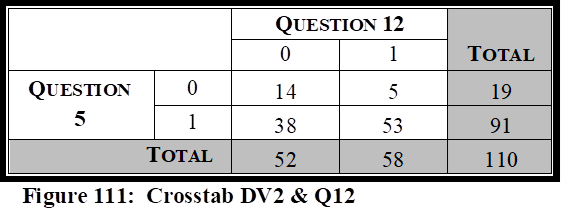 QUESTION 12
0 1 TOTAL
QUESTION 5 0 14 5 19
1 38 53 91
TOTAL 52 58 110
Figure 111: Crosstab DV2 & Q12